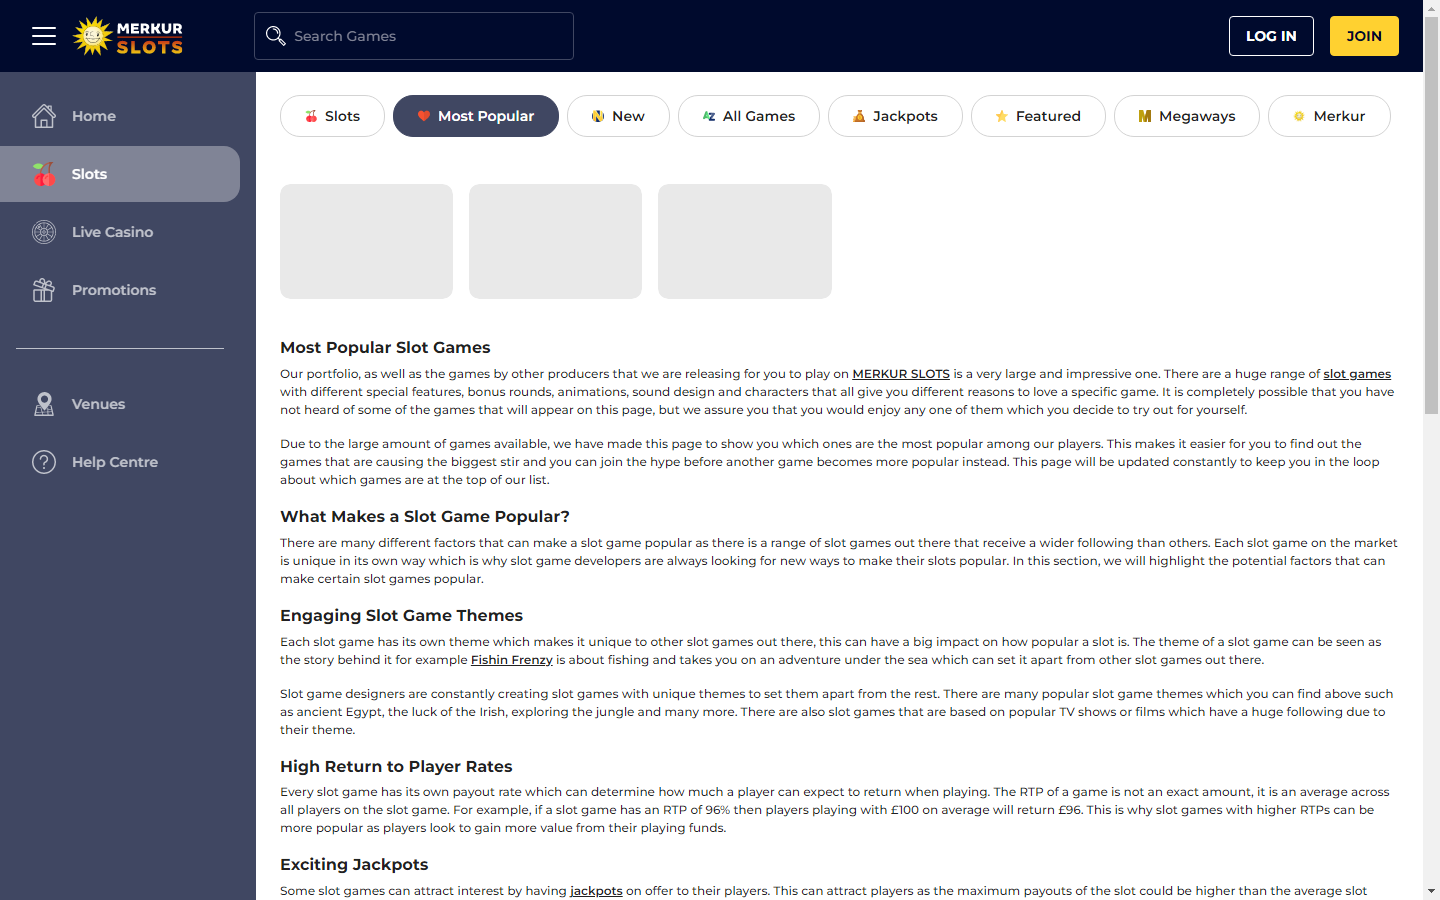 MERKUR
SLOTS
Search Games
LOG IN
JOIN
Home
Slots
Live Casino
Promotions
Venues
Help Centre
Slots
Most Popular
New
All Games
Jackpots
Featured
Megaways
Merkur
Most Popular Slot Games
Our portfolio, as well as the games by other producers that we are releasing for you to play on MERKUR SLOTS is a very large and impressive one. There are a huge range of slot games
with different special features, bonus rounds, animations, sound design and characters that all give you different reasons to love a specific game. It is completely possible that you have
not heard of some of the games that will appear on this page, but we assure you that you would enjoy any one of them which you decide to try out for yourself.
Due to the large amount of games available, we have made this page to show you which ones are the most popular among our players. This makes it easier for you to find out the
games that are causing the biggest stir and you can join the hype before another game becomes more popular instead. This page will be updated constantly to keep you in the loop
about which games are at the top of our list.
What Makes a Slot Game Popular?
There are many different factors that can make a slot game popular as there is a range of slot games out there that receive a wider following than others. Each slot game on the market
is unique in its own way which is why slot game developers are always looking for new ways to make their slots popular. In this section, we will highlight the potential factors that can
make certain slot games popular.
Engaging Slot Game Themes
Each slot game has its own theme which makes it unique to other slot games out there, this can have a big impact on how popular a slot is. The theme of a slot game can be seen as
the story behind it for example Fishin Frenzy is about fishing and takes you on an adventure under the sea which can set it apart from other slot games out there.
Slot game designers are constantly creating slot games with unique themes to set them apart from the rest. There are many popular slot game themes which you can find above such
as ancient Egypt, the luck of the Irish, exploring the jungle and many more. There are also slot games that are based on popular TV shows or films which have a huge following due to
their theme.
High Return to Player Rates
Every slot game has its own payout rate which can determine how much a player can expect to return when playing. The RTP of a game is not an exact amount, it is an average across
all players on the slot game. For example, if a slot game has an RTP of 96% then players playing with £100 on average will return £96. This is why slot games with higher RTPs can be
more popular as players look to gain more value from their playing funds.
Exciting Jackpots
Some slot games can attract interest by having jackpots on offer to their players. This can attract players as the maximum payouts of the slot could be higher than the average slot